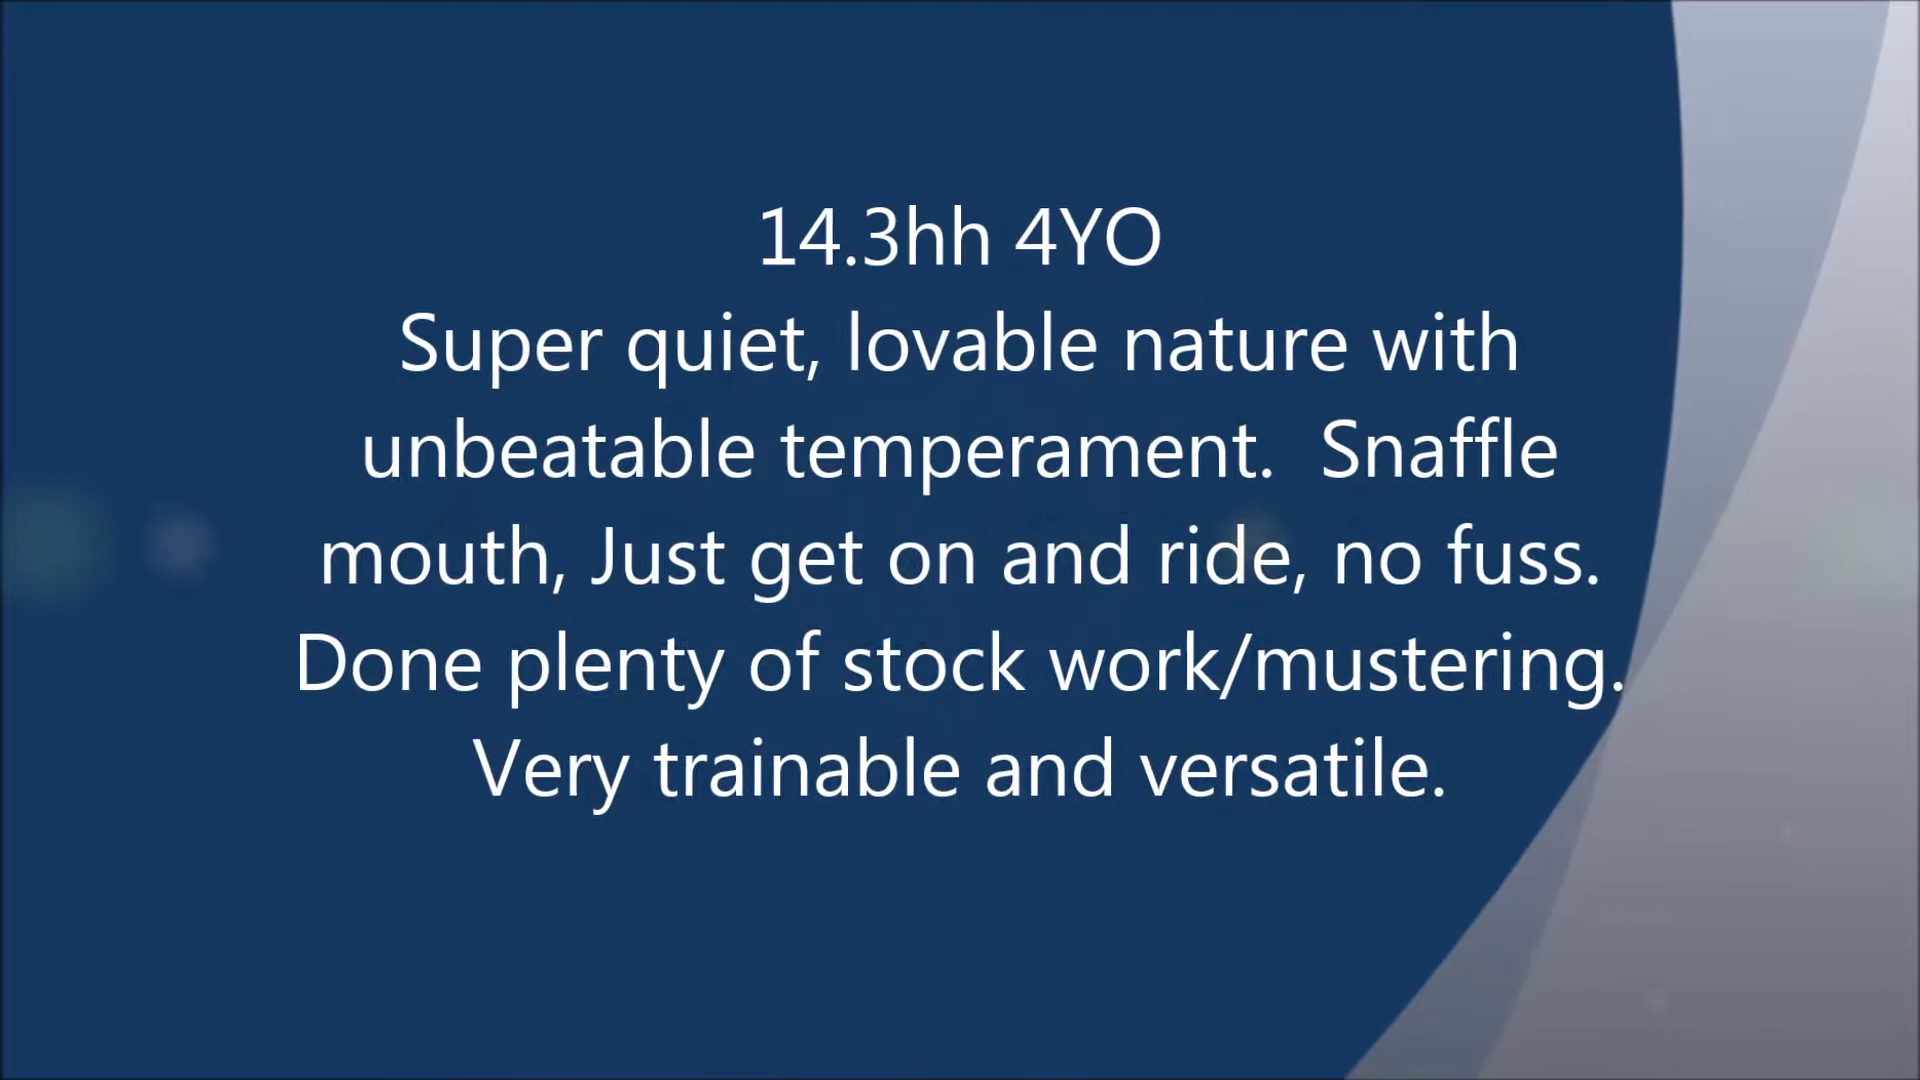 14.3hh 4YO
Super quiet, lovable nature with
unbeatable temperament.  Snaffle
mouth, Just get on and ride, no fuss.
Done plenty of stock work/mustering.
Very trainable and versatile.